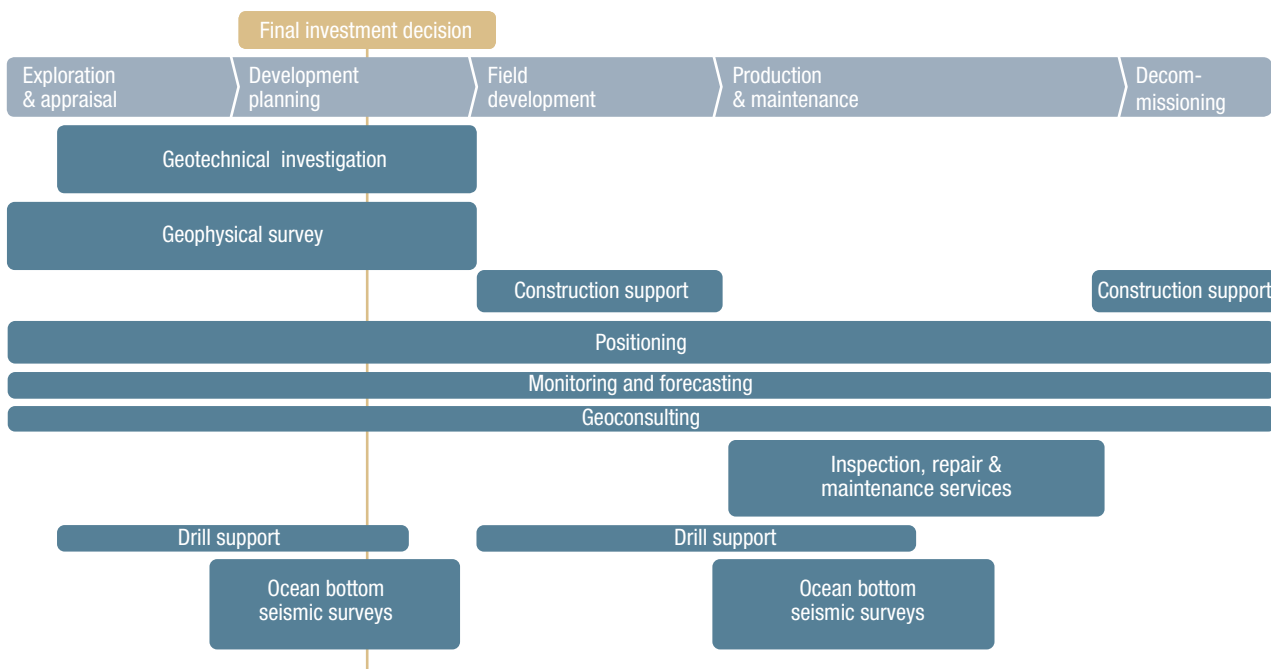 Final investment decision
Exploration
& appraisal
Development
planning
Field
development
Production
& maintenance
Decom-
missioning
Geotechnical investigation
Geophysical survey
Construction support
Construction support
Positioning
Monitoring and forecasting
Geoconsulting
Inspection, repair &
maintenance services
Drill support
Drill support
Ocean bottom
seismic surveys
Ocean bottom
seismic surveys